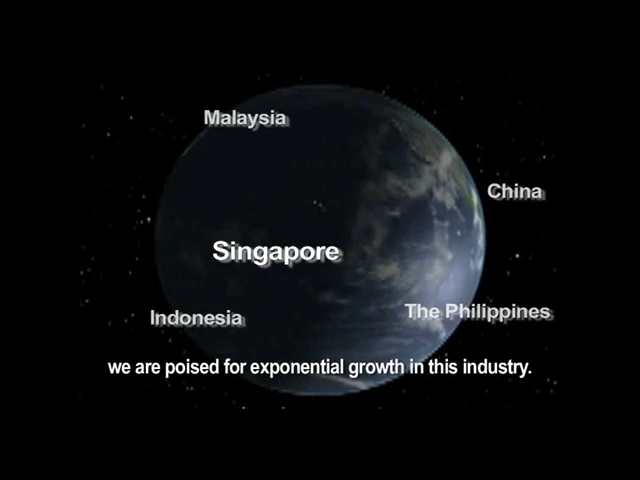 Malaysia
China
Singapore
Indonesia
The Philippines
we are poised for exponential growth in this industry.